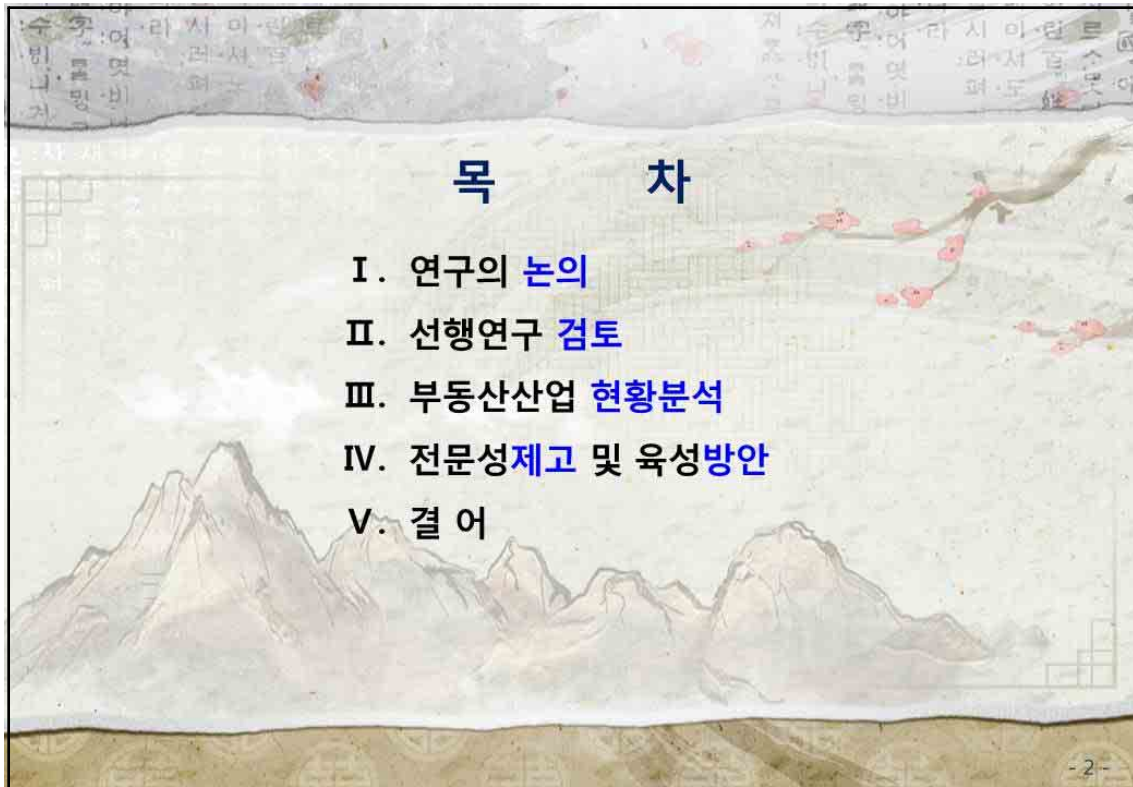 목 차
Ⅰ. 연구의 논의
Ⅱ. 선행연구 검토
Ⅲ. 부동산산업 현황분석
Ⅳ. 전문성제고 및 육성방안
Ⅴ. 결 어
- 2 -